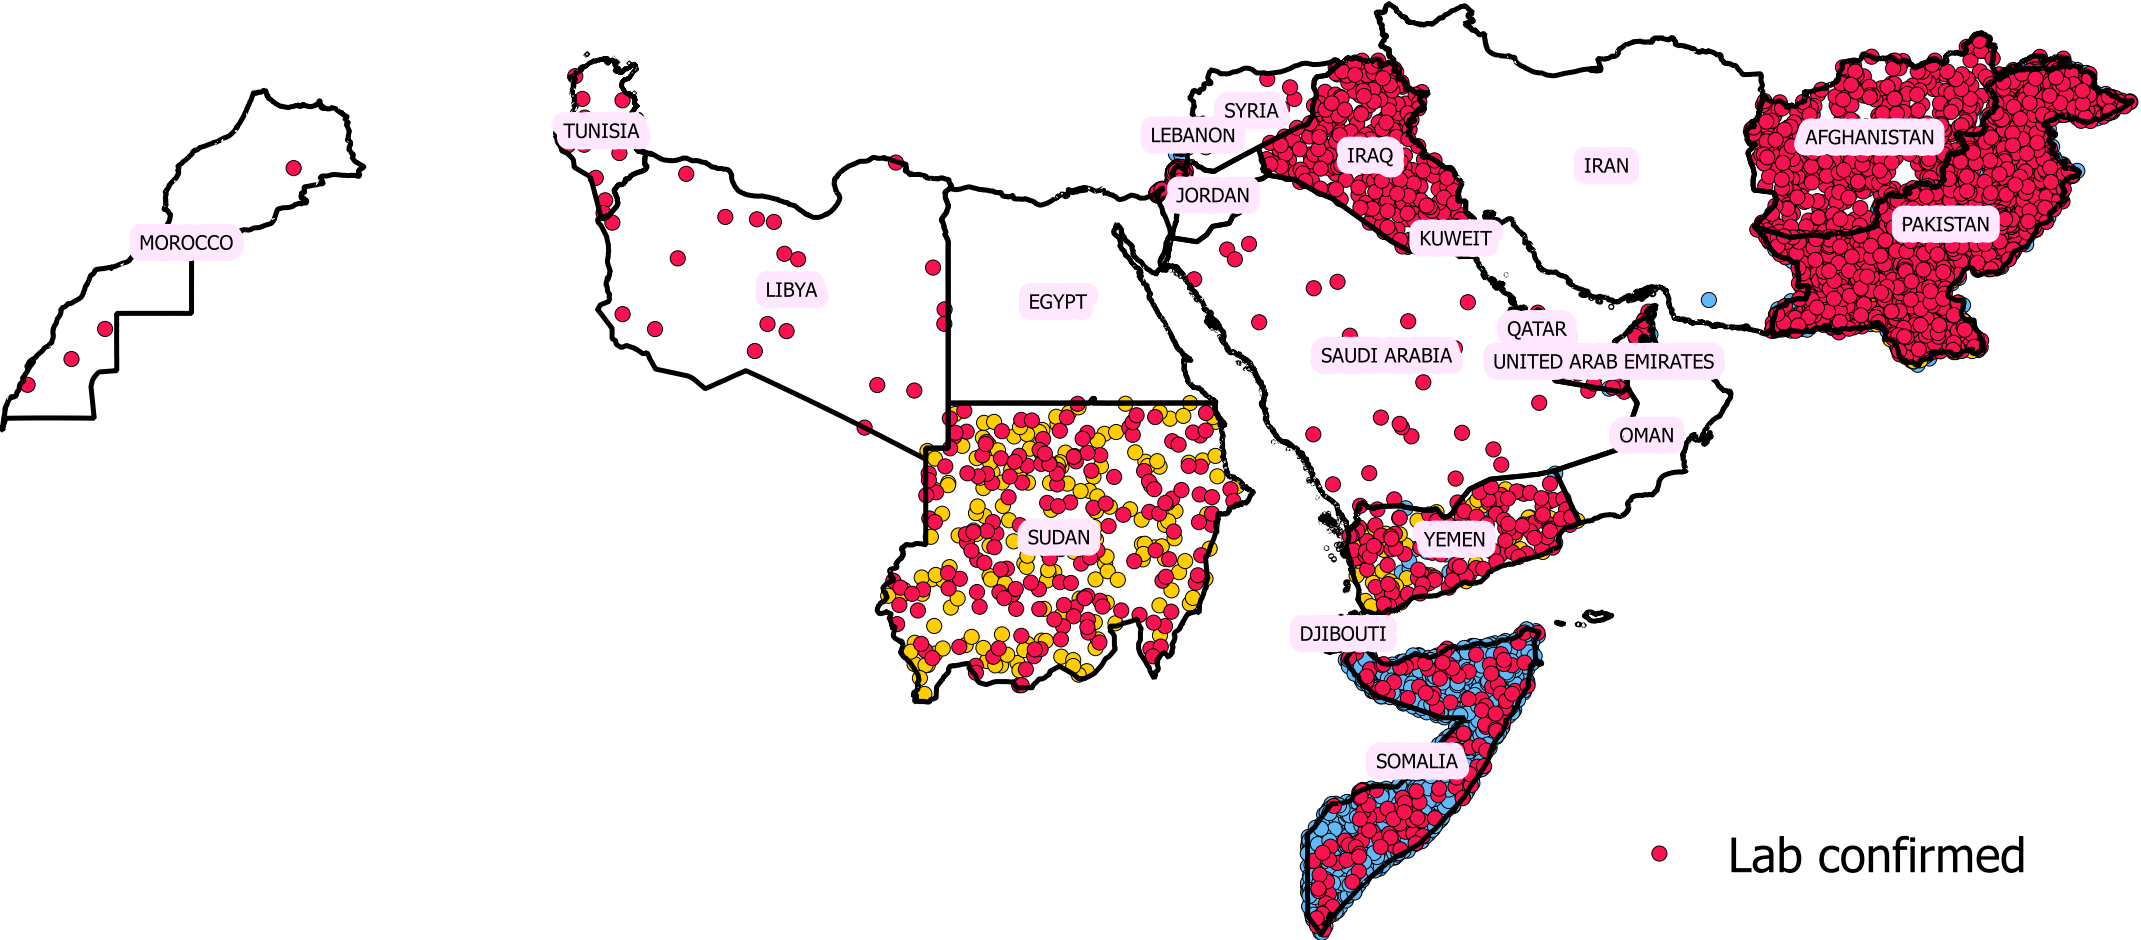 SYRIA
LEBANON
TUNISIA
AFGHANISTAN
IRAQ
IRAN
JORDAN
PAKISTAN
MOROCCO
KUWEIT
LIBYA
EGYPT
QATAR
SAUDI ARABIA
UNITED ARAB EMIRATES
OMAN
SUDAN
YEMEN
DJIBOUTI
SOMALIA
Lab confirmed